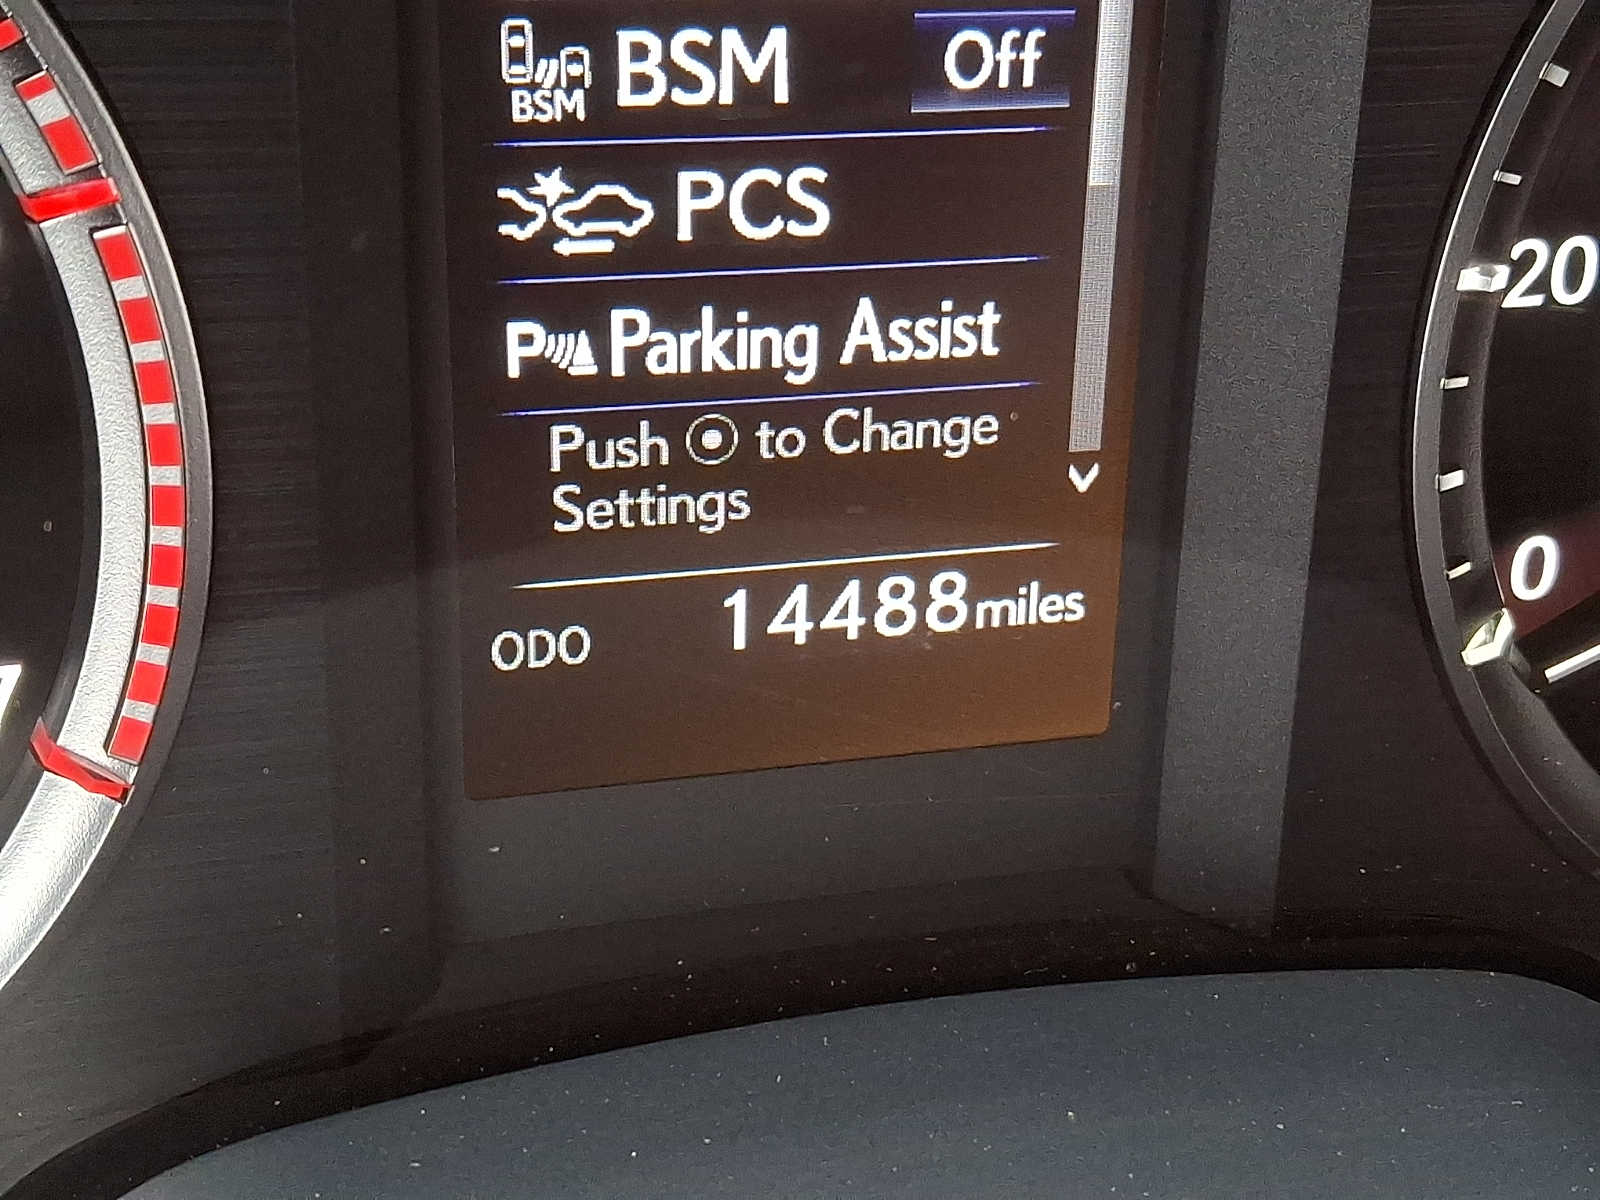 BSM BSM Off
PCS
P Parking Assist
Push to Change
Settings
ODO 14488 miles
20
0